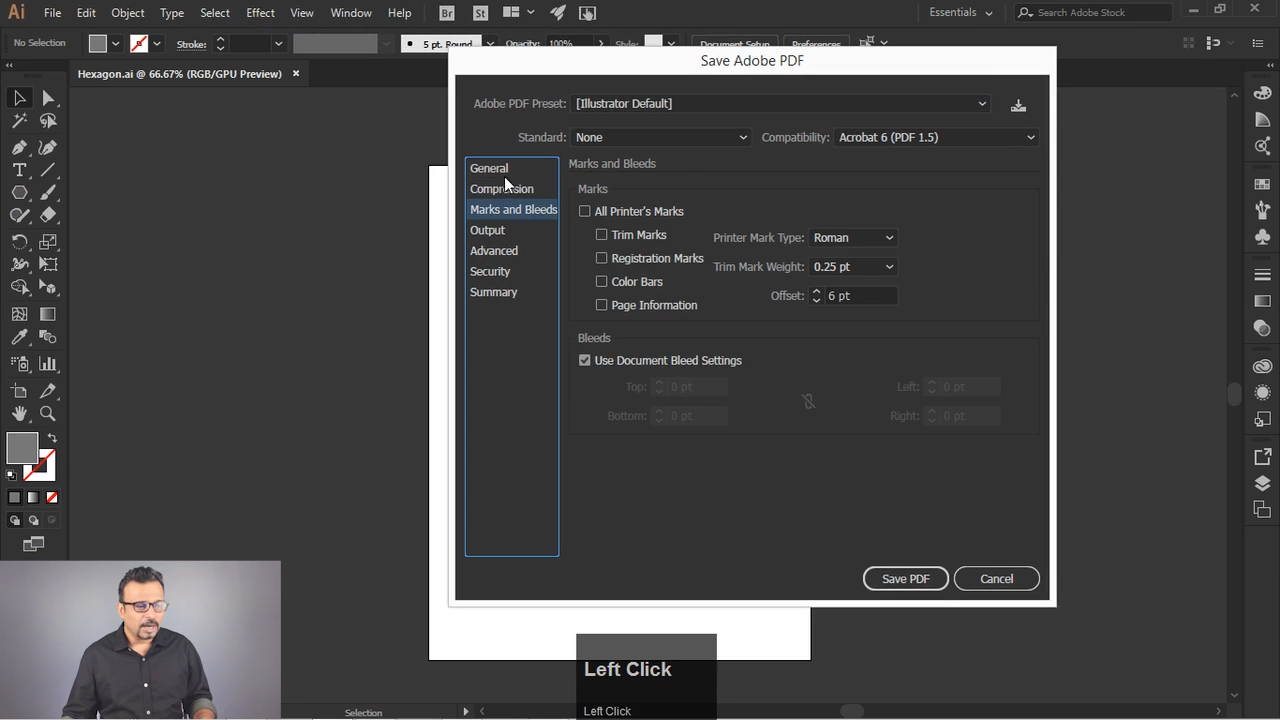 Ai File Edit Object Type Select Effect View Window Help Br St Essentials Search Adobe Stock
No Selection Stroke: 5 pt. Round Opacity: 100% Style: Document Setup Preferences
Hexagon.ai @ 66.67% (RGB/GPU Preview) ×
Save Adobe PDF
Adobe PDF Preset: [Illustrator Default]
Standard: None Compatibility: Acrobat 6 (PDF 1.5)
General
Compression
Marks and Bleeds
Output
Advanced
Security
Summary
Marks and Bleeds
Marks
All Printer's Marks
Trim Marks
Registration Marks
Color Bars
Page Information
Printer Mark Type: Roman
Trim Mark Weight: 0.25 pt
Offset: 6 pt
Bleeds
Use Document Bleed Settings
Top: 0 pt Left: 0 pt
Bottom: 0 pt Right: 0 pt
Save PDF Cancel
Left Click
Left Click
Selection